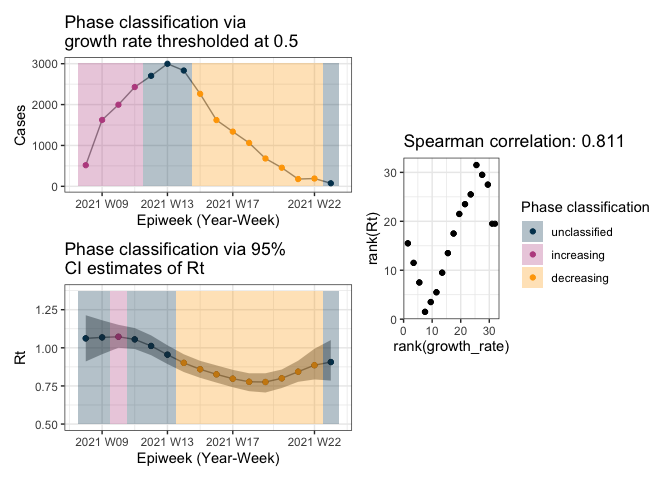 Phase classification via
growth rate thresholded at 0.5
3000
2000
1000
0
Cases
2021 W09
2021 W13
2021 W17
2021 W22
Epiweek (Year-Week)
Phase classification via 95%
CI estimates of Rt
1.25
1.00
0.75
0.50
Rt
2021 W09
2021 W13
2021 W17
2021 W22
Epiweek (Year-Week)
Spearman correlation: 0.811
30
20
10
0
rank(Rt)
0
10
20
30
rank(growth_rate)
Phase classification
unclassified
increasing
decreasing